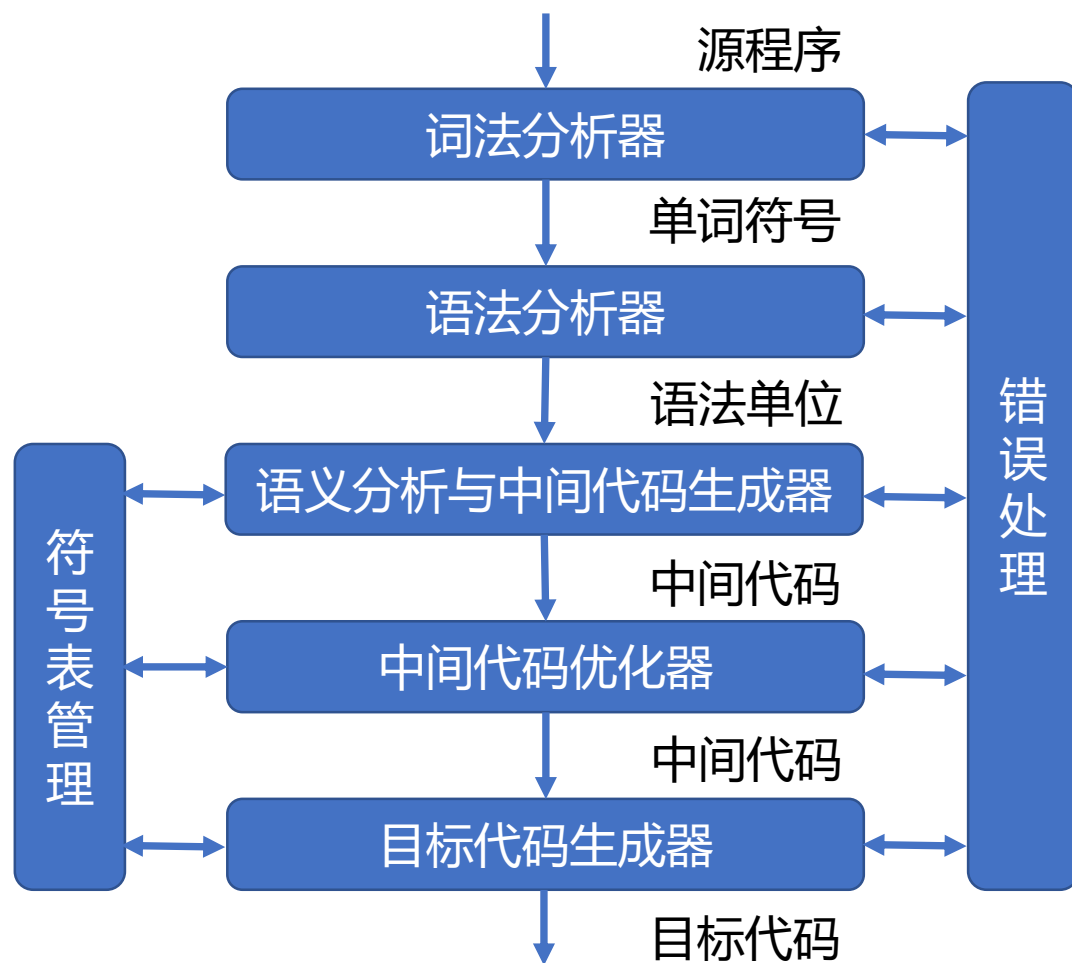 源程序
词法分析器
单词符号
语法分析器
语法单位
语义分析与中间代码生成器
中间代码
中间代码优化器
中间代码
目标代码生成器
目标代码
符号表管理
错误处理